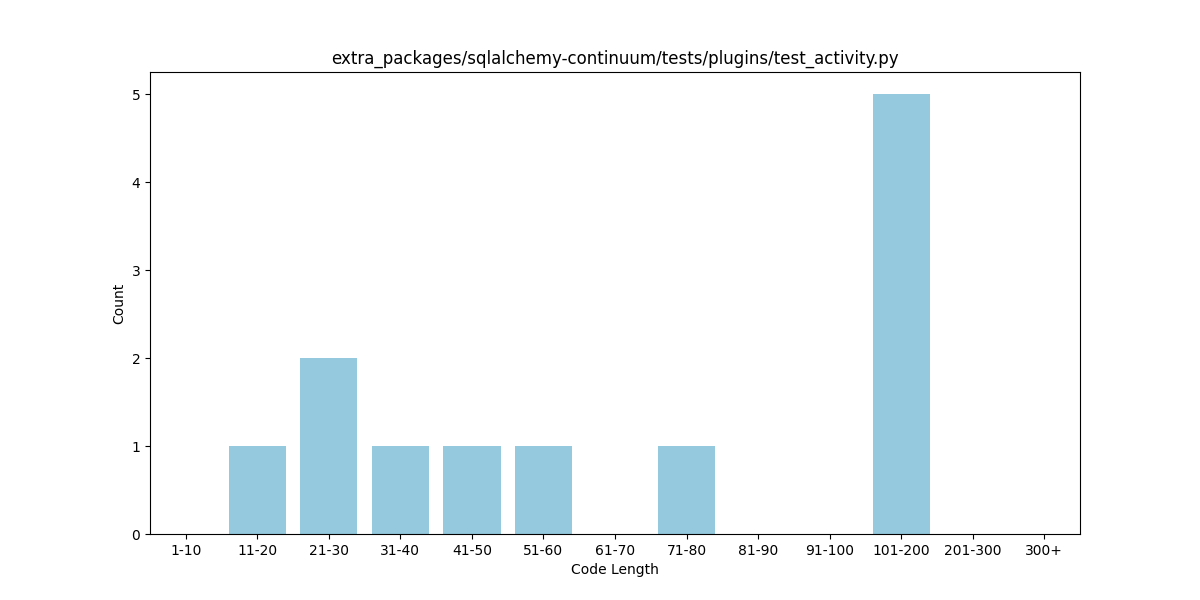 extra_packages/sqlalchemy-continuum/tests/plugins/test_activity.py
5
4
3
2
1
0
Count
1-10 11-20 21-30 31-40 41-50 51-60 61-70 71-80 81-90 91-100 101-200 201-300 300+
Code Length